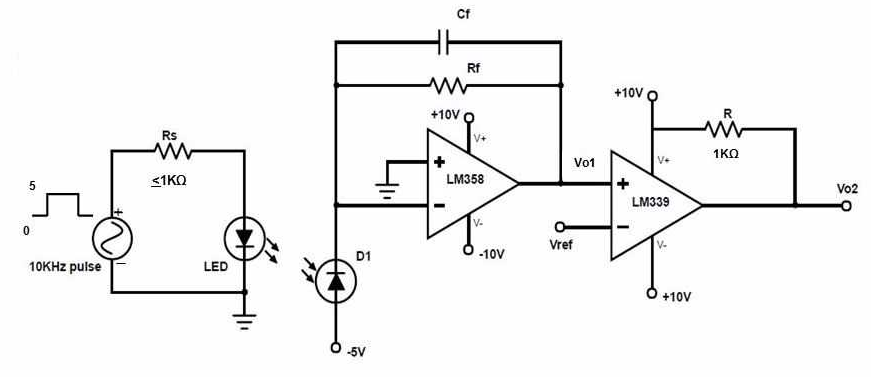 Cf
Rf
+10V
+10V
R
Rs
V+
V+
1KΩ
+
LM358
Vo1
≤1KΩ
+
5
LM339
Vo2
-
-
+
Vref
0
V-
V-
D1
-10V
10KHz pulse
-
LED
+10V
-5V